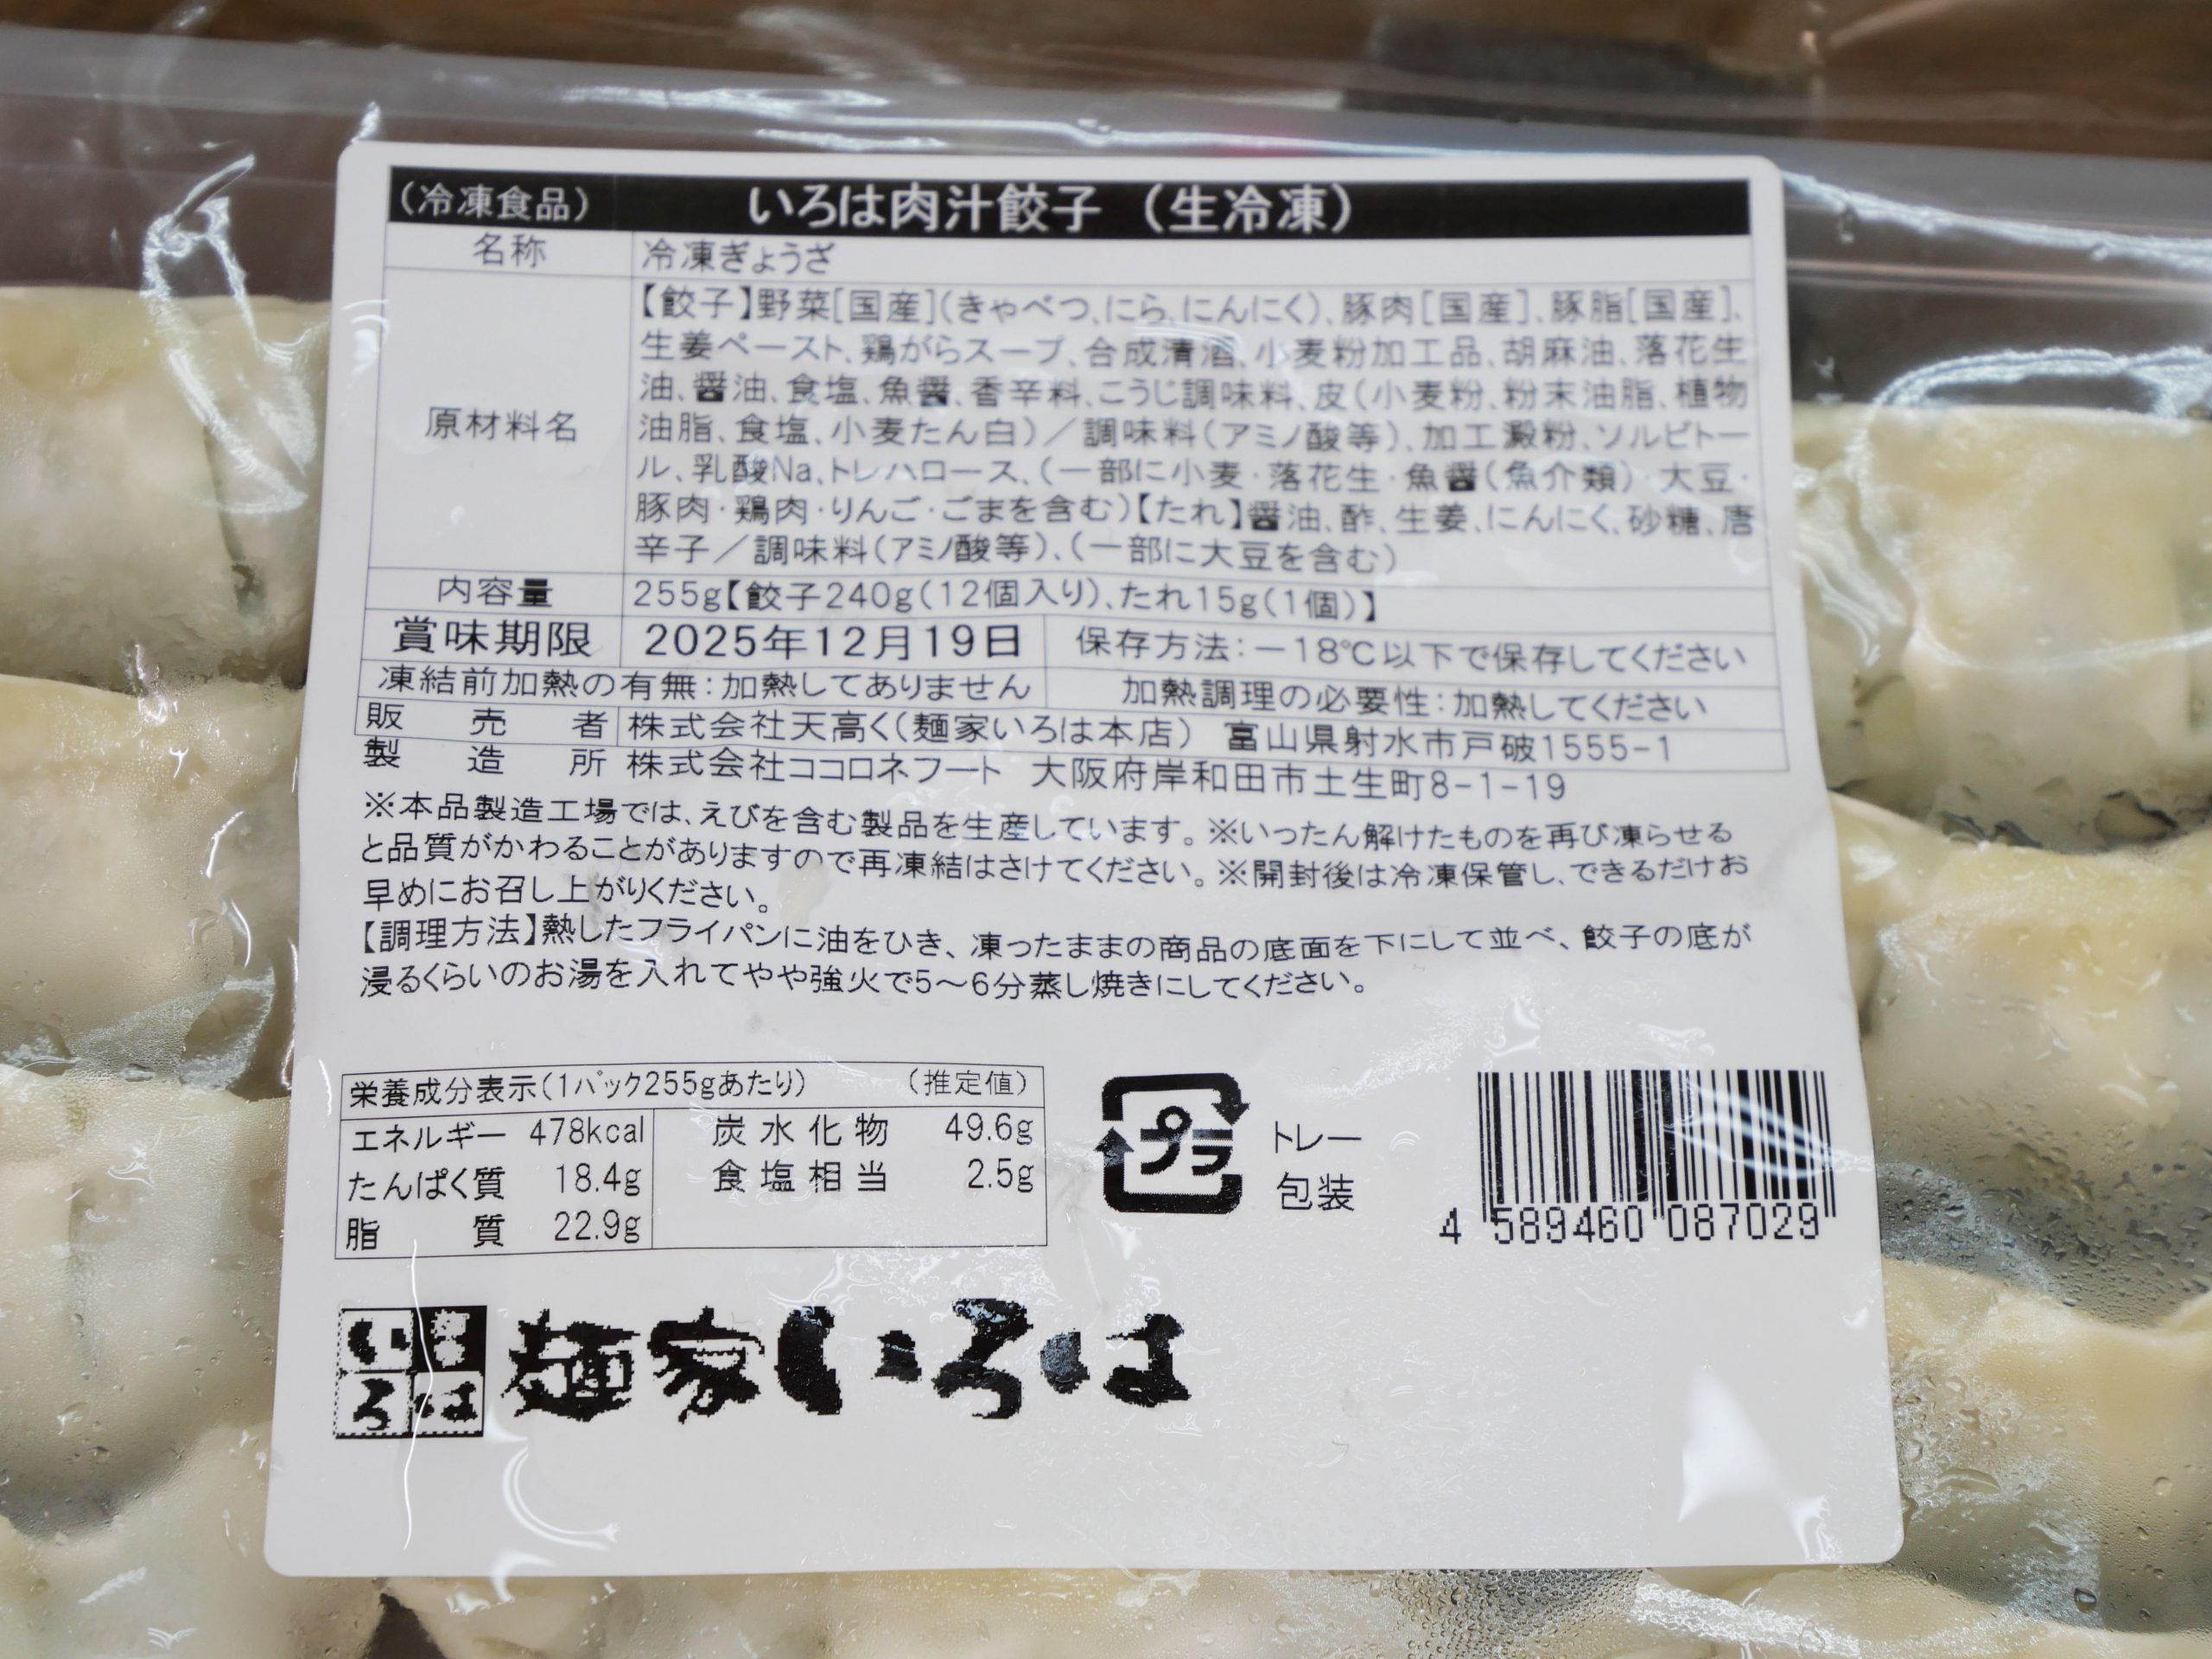 (冷凍食品) いろは肉汁餃子（生冷凍）
名称 冷凍ぎょうざ
原材料名
【餃子】野菜[国産](きゃべつ、にら、にんにく)、豚肉[国産]、豚脂[国産]、
生姜ペースト、鶏がらスープ、合成清酒、小麦粉加工品、胡麻油、落花生
油、醤油、食塩、魚醤、香辛料、こうじ調味料、皮(小麦粉、粉末油脂、植物
油脂、食塩、小麦たん白)／調味料(アミノ酸等)、加工澱粉、ソルビトー
ル、乳酸Na、トレハロース、(一部に小麦・落花生・魚醤(魚介類)・大豆・
豚肉・鶏肉・りんご・ごまを含む)【たれ】醤油、酢、生姜、にんにく、砂糖、唐
辛子／調味料(アミノ酸等)、(一部に大豆を含む)
内容量 255g【餃子240g(12個入り)、たれ15g(1個)】
賞味期限 2025年12月19日 保存方法：－18℃以下で保存してください
凍結前加熱の有無：加熱してありません 加熱調理の必要性：加熱してください
販売者 株式会社天高く(麺家いろは本店) 富山県射水市戸破1555-1
製造所 株式会社ココロネフート 大阪府岸和田市土生町8-1-19
※本品製造工場では、えびを含む製品を生産しています。※いったん解けたものを再び凍らせる
と品質がかわることがありますので再凍結はさけてください。※開封後は冷凍保管し、できるだけお
早めにお召し上がりください。
【調理方法】熱したフライパンに油をひき、凍ったままの商品の底面を下にして並べ、餃子の底が
浸るくらいのお湯を入れてやや強火で5～6分蒸し焼きにしてください。
栄養成分表示(1パック255gあたり) (推定値)
エネルギー 478kcal 炭水化物 49.6g
たんぱく質 18.4g 食塩相当 2.5g
脂質 22.9g
プラ
トレー
包装
4 589460 087029
いろは
麺家いろは